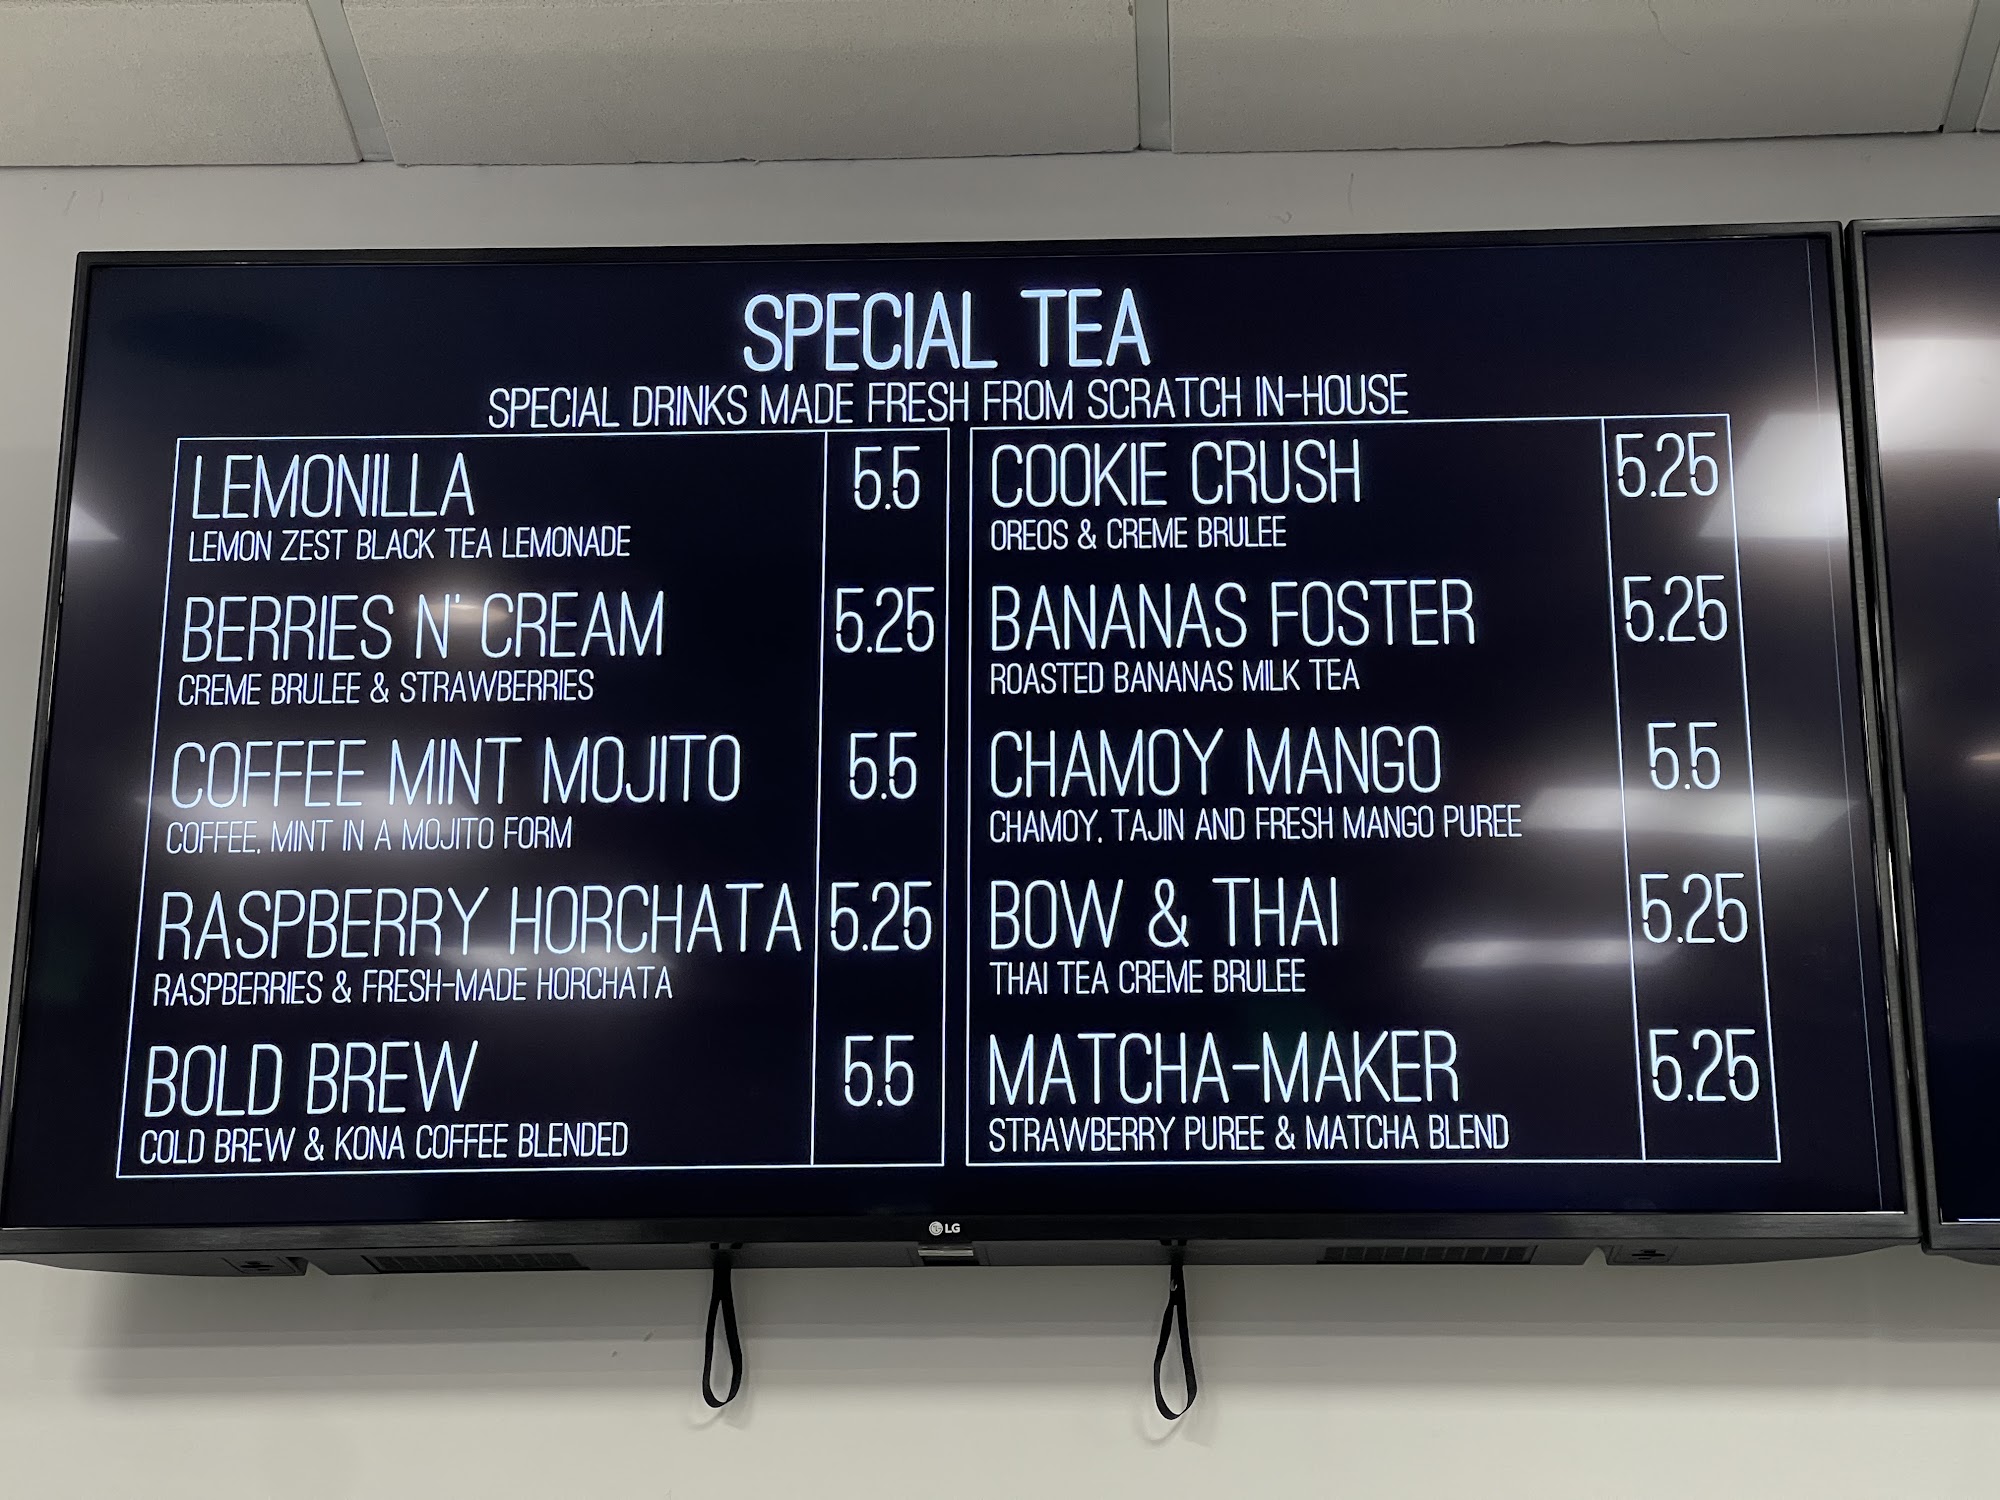 SPECIAL TEA
SPECIAL DRINKS MADE FRESH FROM SCRATCH IN-HOUSE
LEMONILLA 5.5
LEMON ZEST BLACK TEA LEMONADE
BERRIES N' CREAM 5.25
CREME BRULEE & STRAWBERRIES
COFFEE MINT MOJITO 5.5
COFFEE, MINT IN A MOJITO FORM
RASPBERRY HORCHATA 5.25
RASPBERRIES & FRESH-MADE HORCHATA
BOLD BREW 5.5
COLD BREW & KONA COFFEE BLENDED
COOKIE CRUSH 5.25
OREOS & CREME BRULEE
BANANAS FOSTER 5.25
ROASTED BANANAS MILK TEA
CHAMOY MANGO 5.5
CHAMOY, TAJIN AND FRESH MANGO PUREE
BOW & THAI 5.25
THAI TEA CREME BRULEE
MATCHA-MAKER 5.25
STRAWBERRY PUREE & MATCHA BLEND
LG